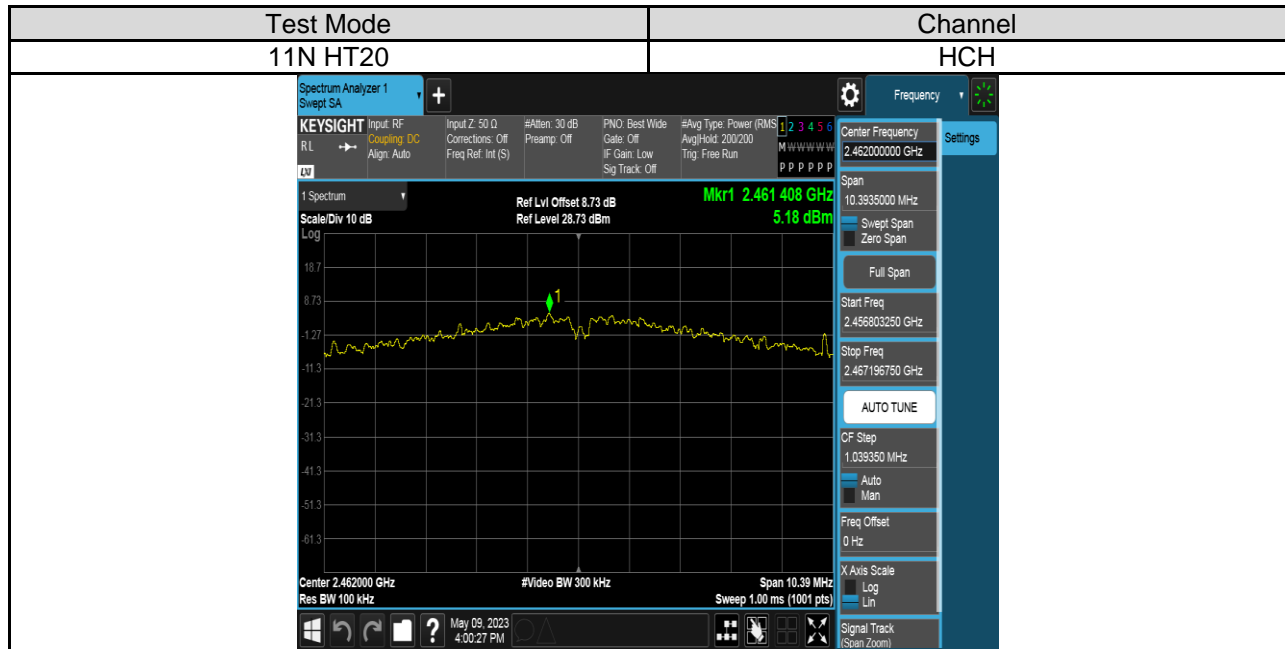 Test Mode Channel
11N HT20 HCH
Spectrum Analyzer 1
Swept SA
+
Frequency
KEYSIGHT
RL
LXI
Input: RF
Coupling: DC
Align: Auto
Input Z: 50 Ω
Corrections: Off
Freq Ref: Int (S)
#Atten: 30 dB
Preamp: Off
PNO: Best Wide
Gate: Off
IF Gain: Low
Sig Track: Off
#Avg Type: Power (RMS
Avg|Hold: 200/200
Trig: Free Run
1 2 3 4 5 6
M W W W W W
P P P P P P
1 Spectrum
Scale/Div 10 dB
Log
Ref Lvl Offset 8.73 dB
Ref Level 28.73 dBm
Mkr1 2.461 408 GHz
5.18 dBm
18.7
8.73
-1.27
-11.3
-21.3
-31.3
-41.3
-51.3
-61.3
1
Center 2.462000 GHz
Res BW 100 kHz
#Video BW 300 kHz
Span 10.39 MHz
Sweep 1.00 ms (1001 pts)
Center Frequency
2.462000000 GHz
Settings
Span
10.3935000 MHz
Swept Span
Zero Span
Full Span
Start Freq
2.456803250 GHz
Stop Freq
2.467196750 GHz
AUTO TUNE
CF Step
1.039350 MHz
Auto
Man
Freq Offset
0 Hz
X Axis Scale
Log
Lin
Signal Track
(Span Zoom)
?
May 09, 2023
4:00:27 PM